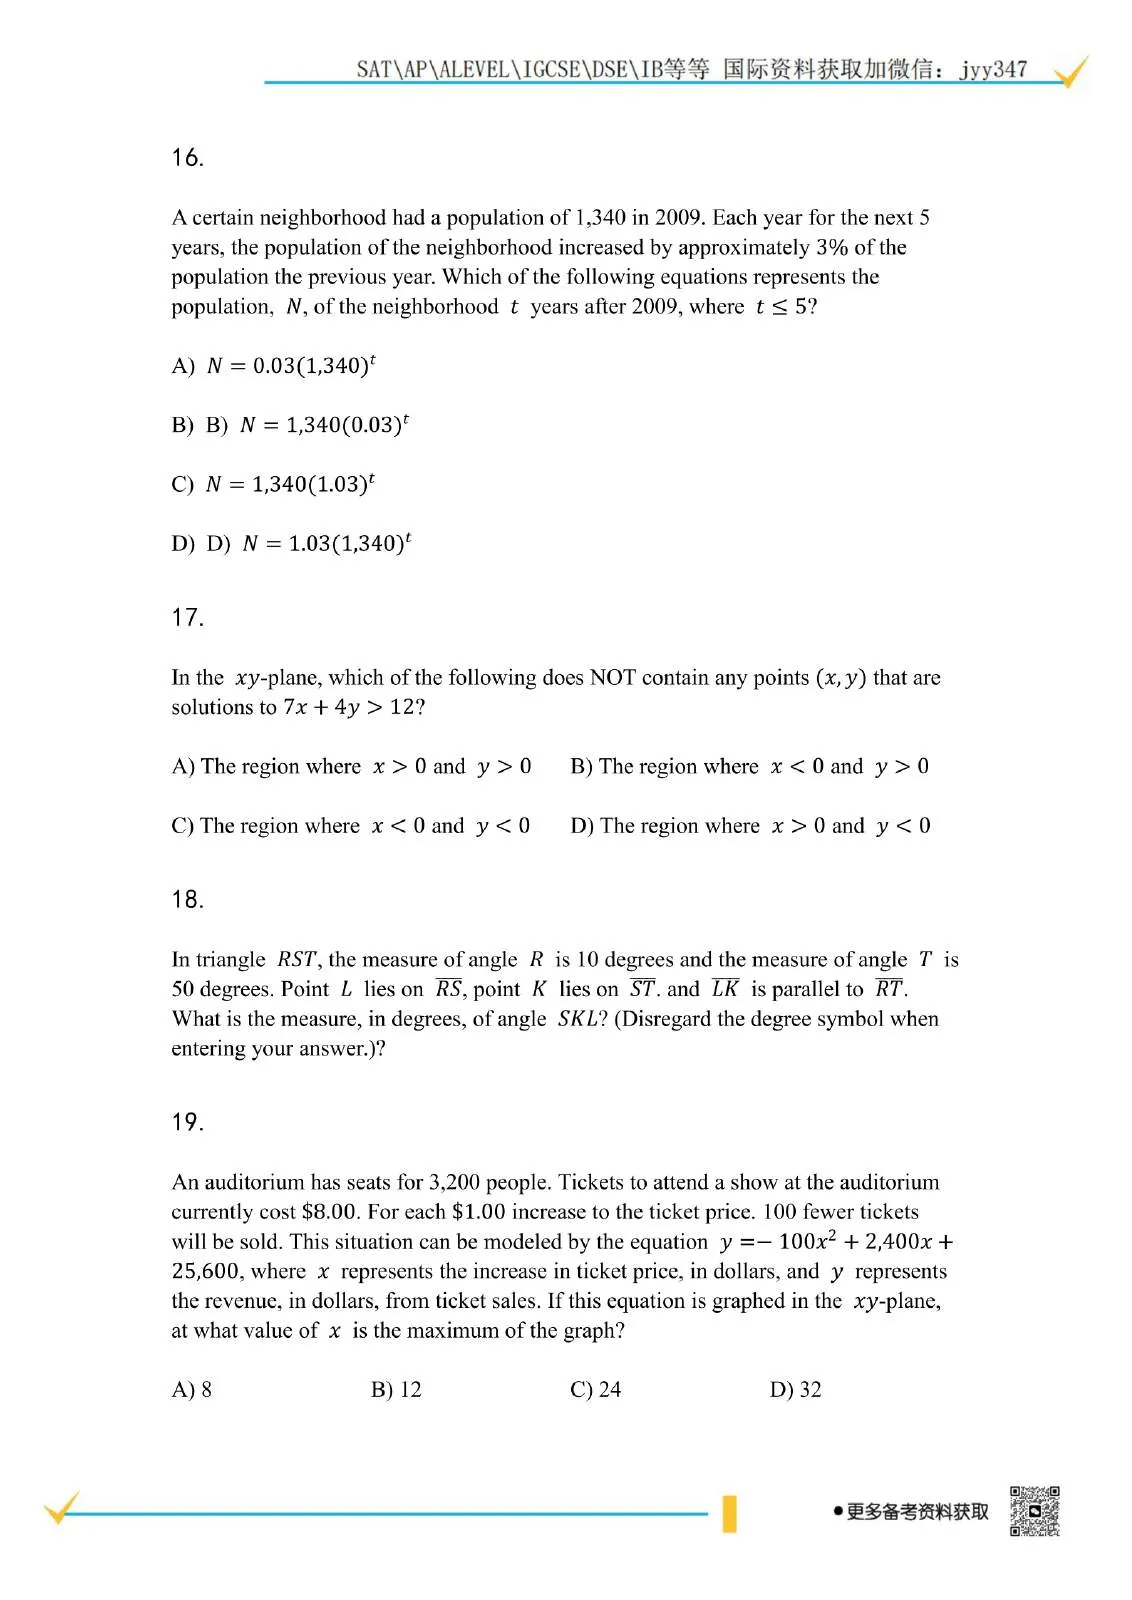 SAT\AP\ALEVEL\IGCSE\DSE\IB等等 国际资料获取加微信：jyy347
16.
A certain neighborhood had a population of 1,340 in 2009. Each year for the next 5
years, the population of the neighborhood increased by approximately 3% of the
population the previous year. Which of the following equations represents the
population, N, of the neighborhood t years after 2009, where t ≤ 5?
A) N = 0.03(1,340)ᵗ
B) B) N = 1,340(0.03)ᵗ
C) N = 1,340(1.03)ᵗ
D) D) N = 1.03(1,340)ᵗ
17.
In the xy-plane, which of the following does NOT contain any points (x, y) that are
solutions to 7x + 4y > 12?
A) The region where x > 0 and y > 0 B) The region where x < 0 and y > 0
C) The region where x < 0 and y < 0 D) The region where x > 0 and y < 0
18.
In triangle RST, the measure of angle R is 10 degrees and the measure of angle T is
50 degrees. Point L lies on R̅S̅, point K lies on S̅T̅. and L̅K̅ is parallel to R̅T̅.
What is the measure, in degrees, of angle SKL? (Disregard the degree symbol when
entering your answer.)?
19.
An auditorium has seats for 3,200 people. Tickets to attend a show at the auditorium
currently cost $8.00. For each $1.00 increase to the ticket price. 100 fewer tickets
will be sold. This situation can be modeled by the equation y =− 100x² + 2,400x +
25,600, where x represents the increase in ticket price, in dollars, and y represents
the revenue, in dollars, from ticket sales. If this equation is graphed in the xy-plane,
at what value of x is the maximum of the graph?
A) 8 B) 12 C) 24 D) 32
●更多备考资料获取